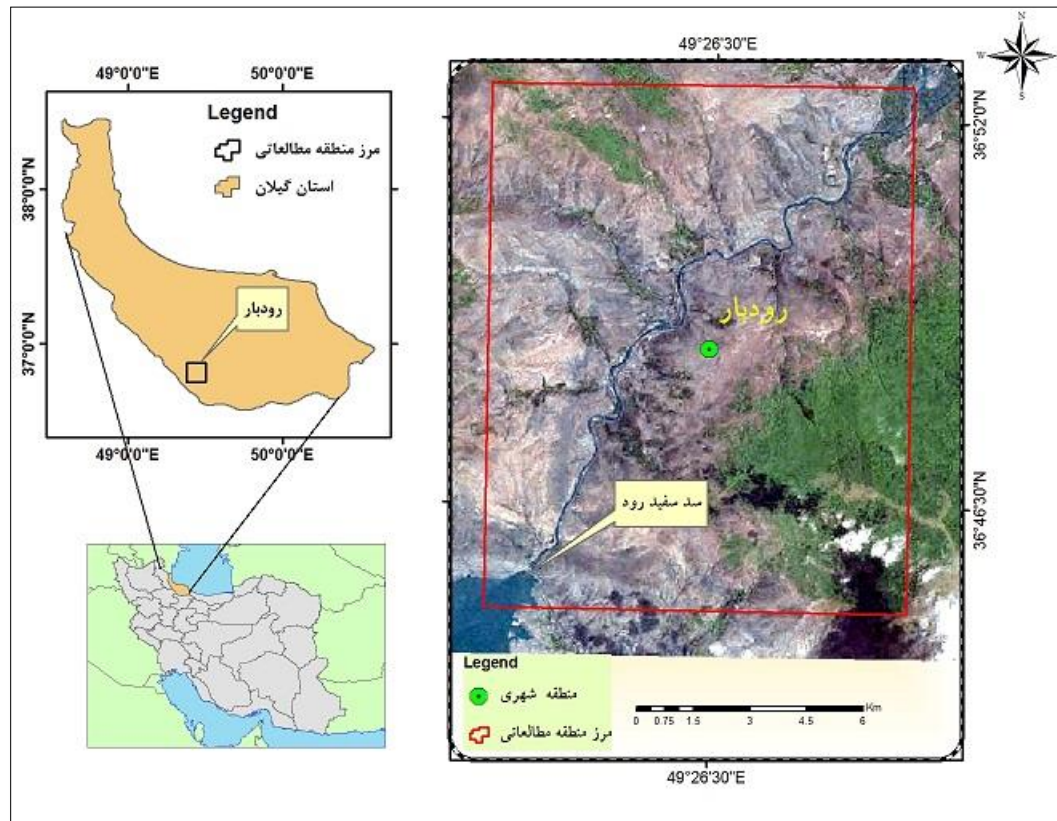 49°0'0"E 50°0'0"E
Legend
مرز منطقه مطالعاتی
استان گیلان
38°0'0"N
37°0'0"N
رودبار
49°0'0"E 50°0'0"E
49°26'30"E
N
W E
S
36°52'0"N
رودبار
سد سفید رود
36°46'30"N
Legend
منطقه شهری
مرز منطقه مطالعاتی
Km
0 0.75 1.5 3 4.5 6
49°26'30"E